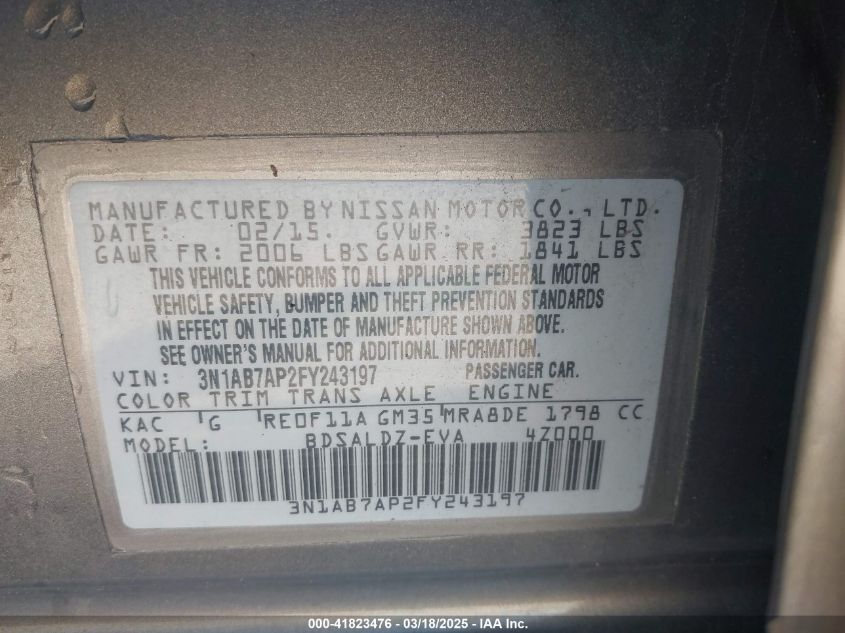 MANUFACTURED BY NISSAN MOTOR CO., LTD.
DATE: 02/15. GVWR: 3823 LBS
GAWR FR: 2006 LBS GAWR RR: 1841 LBS
THIS VEHICLE CONFORMS TO ALL APPLICABLE FEDERAL MOTOR
VEHICLE SAFETY, BUMPER AND THEFT PREVENTION STANDARDS
IN EFFECT ON THE DATE OF MANUFACTURE SHOWN ABOVE.
SEE OWNER'S MANUAL FOR ADDITIONAL INFORMATION.
VIN: 3N1AB7AP2FY243197 PASSENGER CAR.
COLOR TRIM TRANS AXLE ENGINE
KAC G RE0F11A GM35 MRA8DE 1798 CC
MODEL: BDSALDZ-EVA 4Z000
3N1AB7AP2FY243197
000-41823476 - 03/18/2025 - IAA Inc.